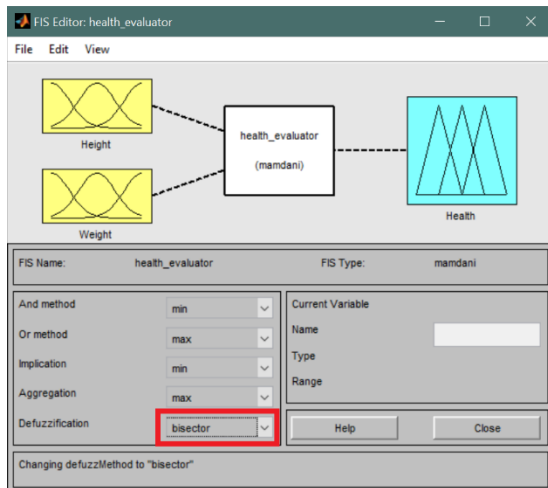 FIS Editor: health_evaluator
File Edit View
Height
health_evaluator
(mamdani)
Health
Weight
FIS Name: health_evaluator FIS Type: mamdani
And method min
Or method max
Implication min
Aggregation max
Defuzzification bisector
Current Variable
Name
Type
Range
Help Close
Changing defuzzMethod to "bisector"